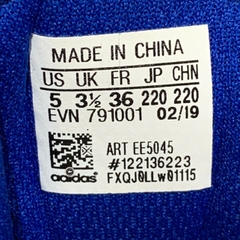 MADE IN CHINA
US UK FR JP CHN
5 3½ 36 220 220
EVN 791001 02/19
ART EE5045
#122136223
adidas FXQJ0LLw01115